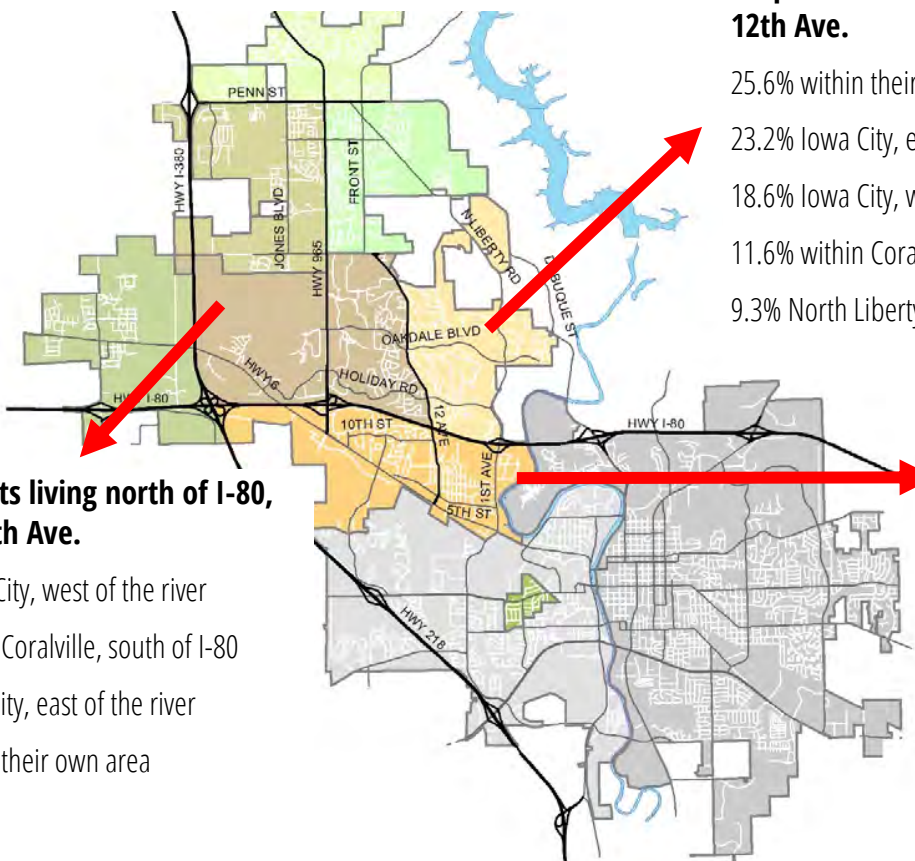 12th Ave.
25.6% within their
23.2% Iowa City, e
18.6% Iowa City, w
11.6% within Cora
9.3% North Liberty
PENN ST
HWY I-380
JONES BLVD
HWY 965
FRONT ST
N LIBERTY RD
DUBUQUE ST
OAKDALE BLVD
HWY 6
HOLIDAY RD
HWY I-80
12 AVE
10TH ST
1ST AVE
5TH ST
HWY I-80
HWY 218
ts living north of I-80,
th Ave.
City, west of the river
Coralville, south of I-80
ity, east of the river
their own area